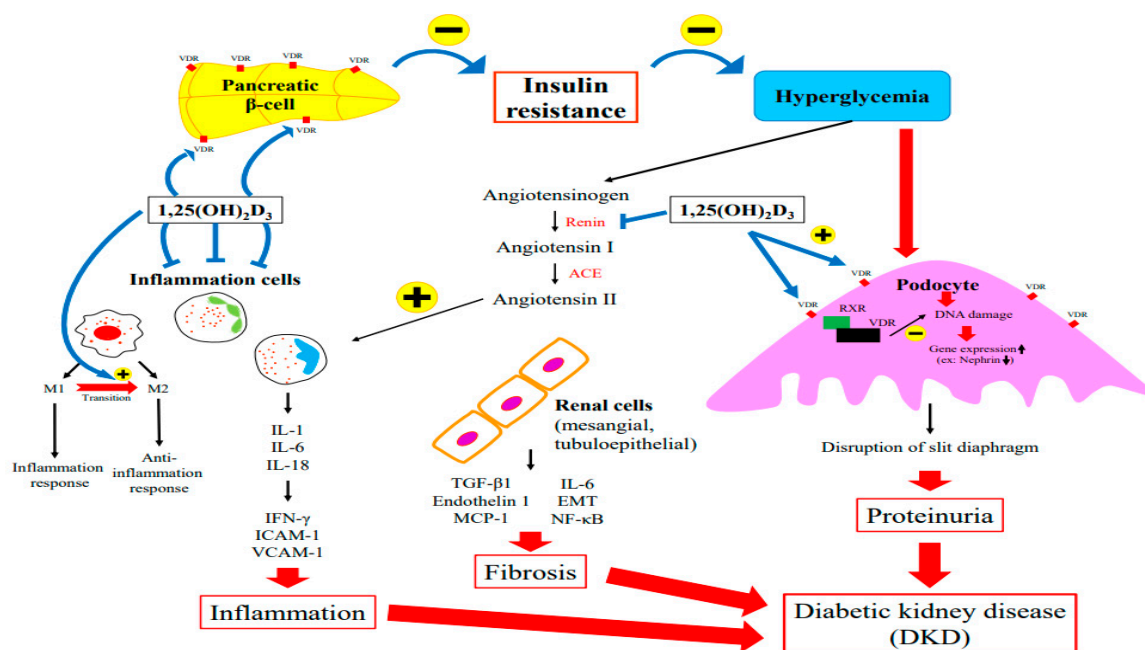 VDR
VDR
VDR
VDR
Pancreatic
β-cell
VDR
VDR
−
Insulin
resistance
−
Hyperglycemia
1,25(OH)₂D₃
Inflammation cells
M1
+
Transition
M2
Inflammation
response
Anti-
inflammation
response
Angiotensinogen
Renin
Angiotensin I
ACE
Angiotensin II
+
1,25(OH)₂D₃
+
IL-1
IL-6
IL-18
IFN-γ
ICAM-1
VCAM-1
Inflammation
Renal cells
(mesangial,
tubuloepithelial)
TGF-β1
Endothelin 1
MCP-1
IL-6
EMT
NF-κB
Fibrosis
VDR
VDR
VDR
VDR
Podocyte
RXR
VDR
−
DNA damage
Gene expression
(ex: Nephrin )
Disruption of slit diaphragm
Proteinuria
Diabetic kidney disease
(DKD)